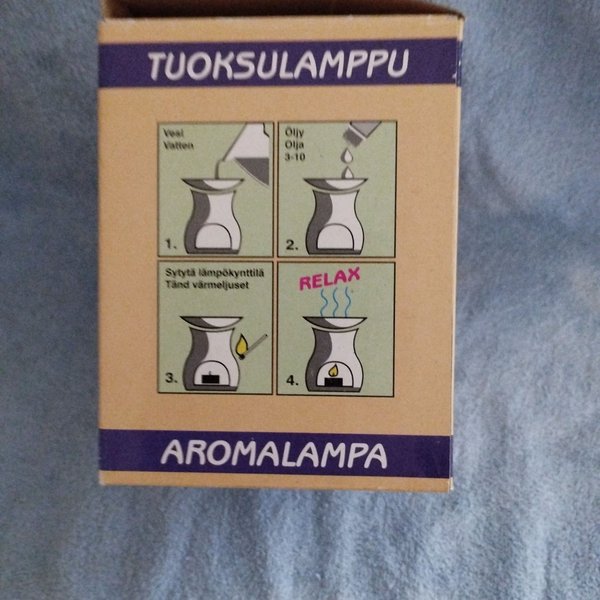 TUOKSULAMPPU
Vesi
Vatten
1.
Öljy
Olja
3-10
2.
Sytytä lämpökynttilä
Tänd värmeljuset
3.
RELAX
4.
AROMALAMPA